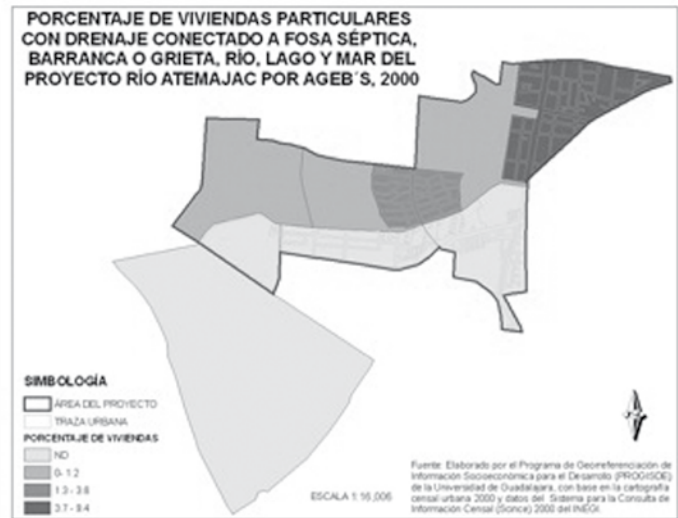 PORCENTAJE DE VIVIENDAS PARTICULARES
CON DRENAJE CONECTADO A FOSA SÉPTICA,
BARRANCA O GRIETA, RÍO, LAGO Y MAR DEL
PROYECTO RÍO ATEMAJAC POR AGEB´S, 2000
SIMBOLOGÍA
ÁREA DEL PROYECTO
TRAZA URBANA
PORCENTAJE DE VIVIENDAS
ND
0- 1.2
1.3 - 3.6
3.7 - 8.4
ESCALA 1:16,006
Fuente: Elaborado por el Programa de Georreferenciación de
Información Socioeconómica para el Desarrollo (PROGISDE)
de la Universidad de Guadalajara, con base en la cartografía
censal urbana 2000 y datos del Sistema para la Consulta de
Información Censal (Scince) 2000 del INEGI.